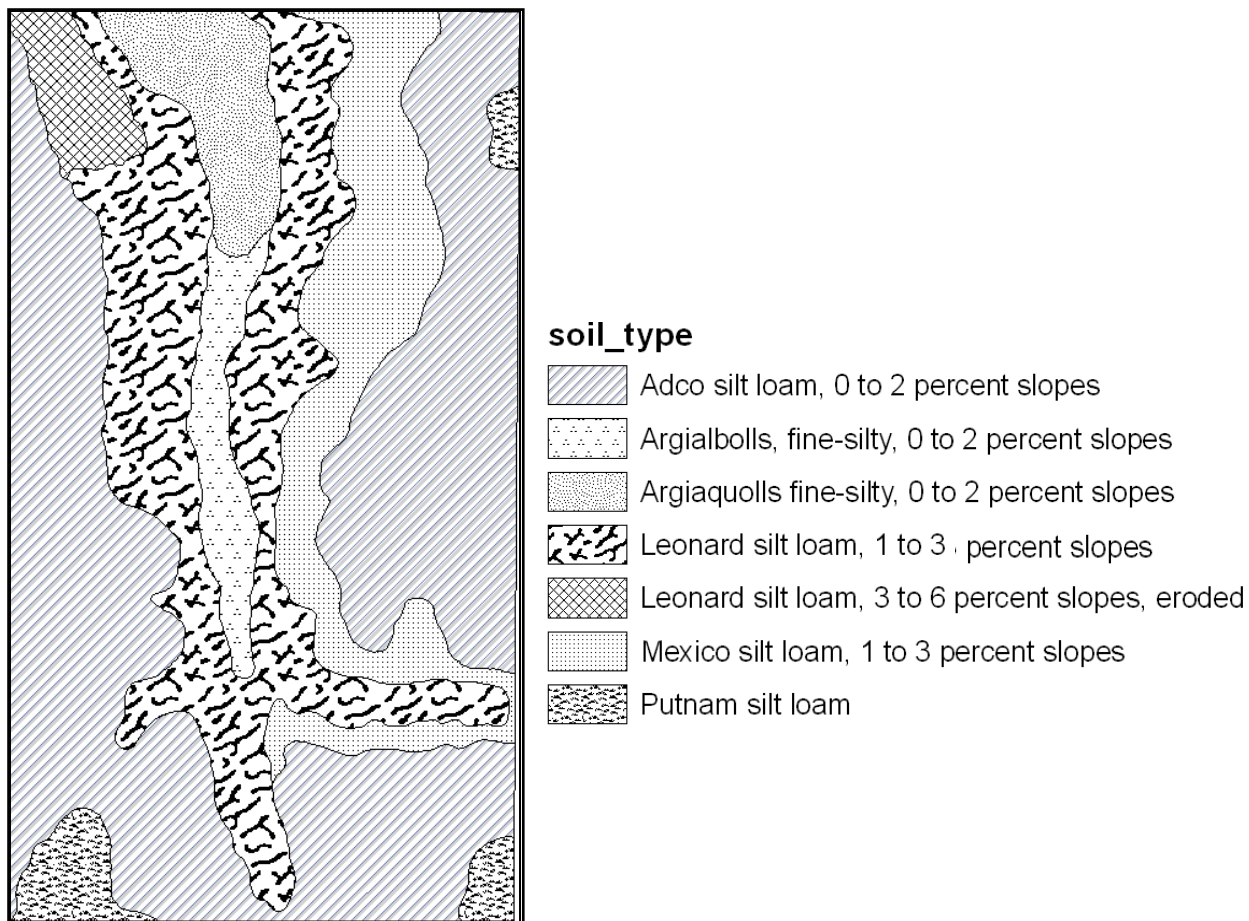 soil_type
Adco silt loam, 0 to 2 percent slopes
Argialbolls, fine-silty, 0 to 2 percent slopes
Argiaquolls fine-silty, 0 to 2 percent slopes
Leonard silt loam, 1 to 3 percent slopes
Leonard silt loam, 3 to 6 percent slopes, eroded
Mexico silt loam, 1 to 3 percent slopes
Putnam silt loam